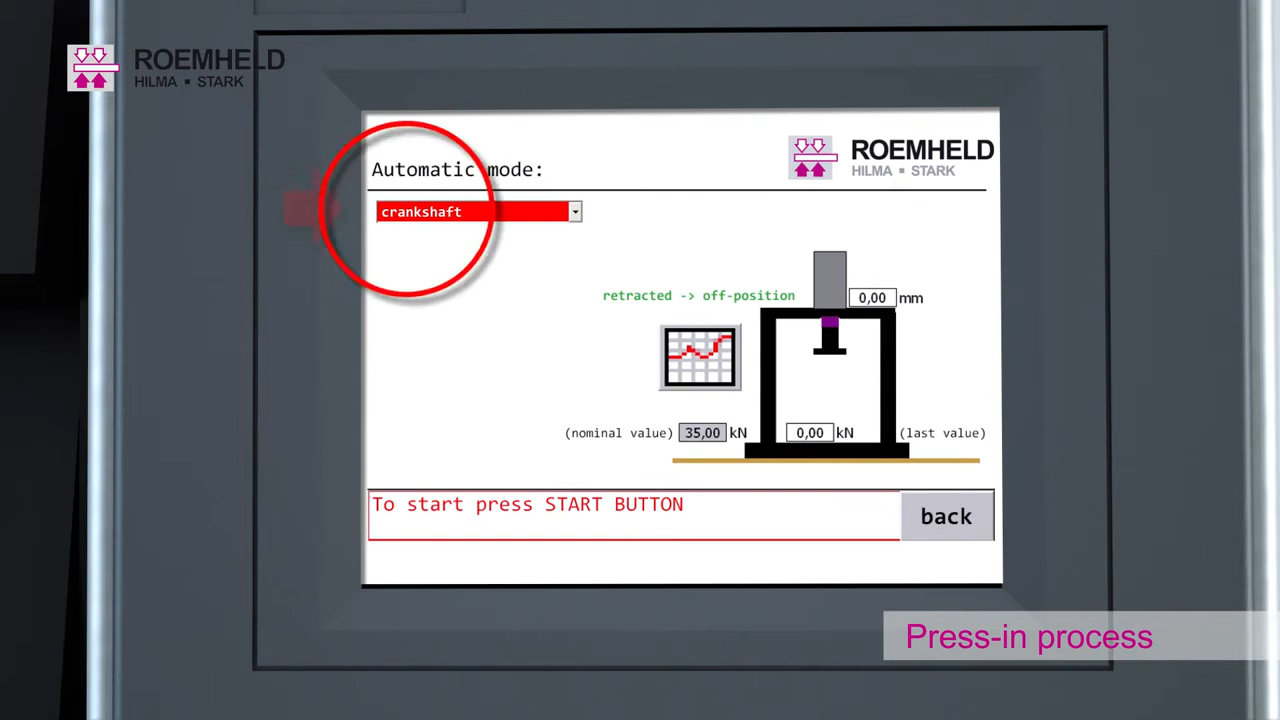 ROEMHELD
HILMA ▪ STARK
Automatic mode:
ROEMHELD
HILMA ▪ STARK
crankshaft
retracted -> off-position
0,00 mm
(nominal value) 35,00 kN
0,00 kN
(last value)
To start press START BUTTON
back
Press-in process